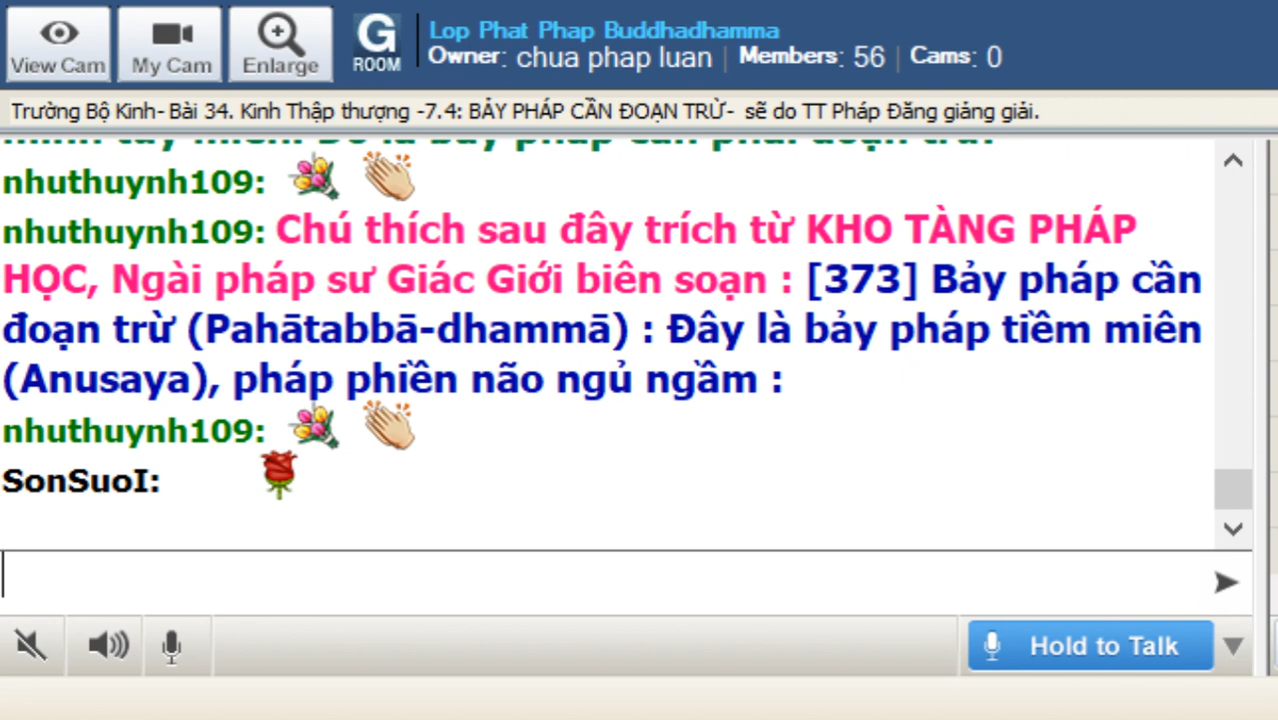 View Cam
My Cam
Enlarge
G
ROOM
Lop Phat Phap Buddhadhamma
Owner: chua phap luan | Members: 56 | Cams: 0
Trường Bộ Kinh- Bài 34. Kinh Thập thượng -7.4: BẢY PHÁP CẦN ĐOẠN TRỪ- sẽ do TT Pháp Đăng giảng giải.
nhuthuynh109:
nhuthuynh109: Chú thích sau đây trích từ KHO TÀNG PHÁP
HỌC, Ngài pháp sư Giác Giới biên soạn : [373] Bảy pháp cần
đoạn trừ (Pahātabbā-dhammā) : Đây là bảy pháp tiềm miên
(Anusaya), pháp phiền não ngủ ngầm :
nhuthuynh109:
SonSuoI:
Hold to Talk